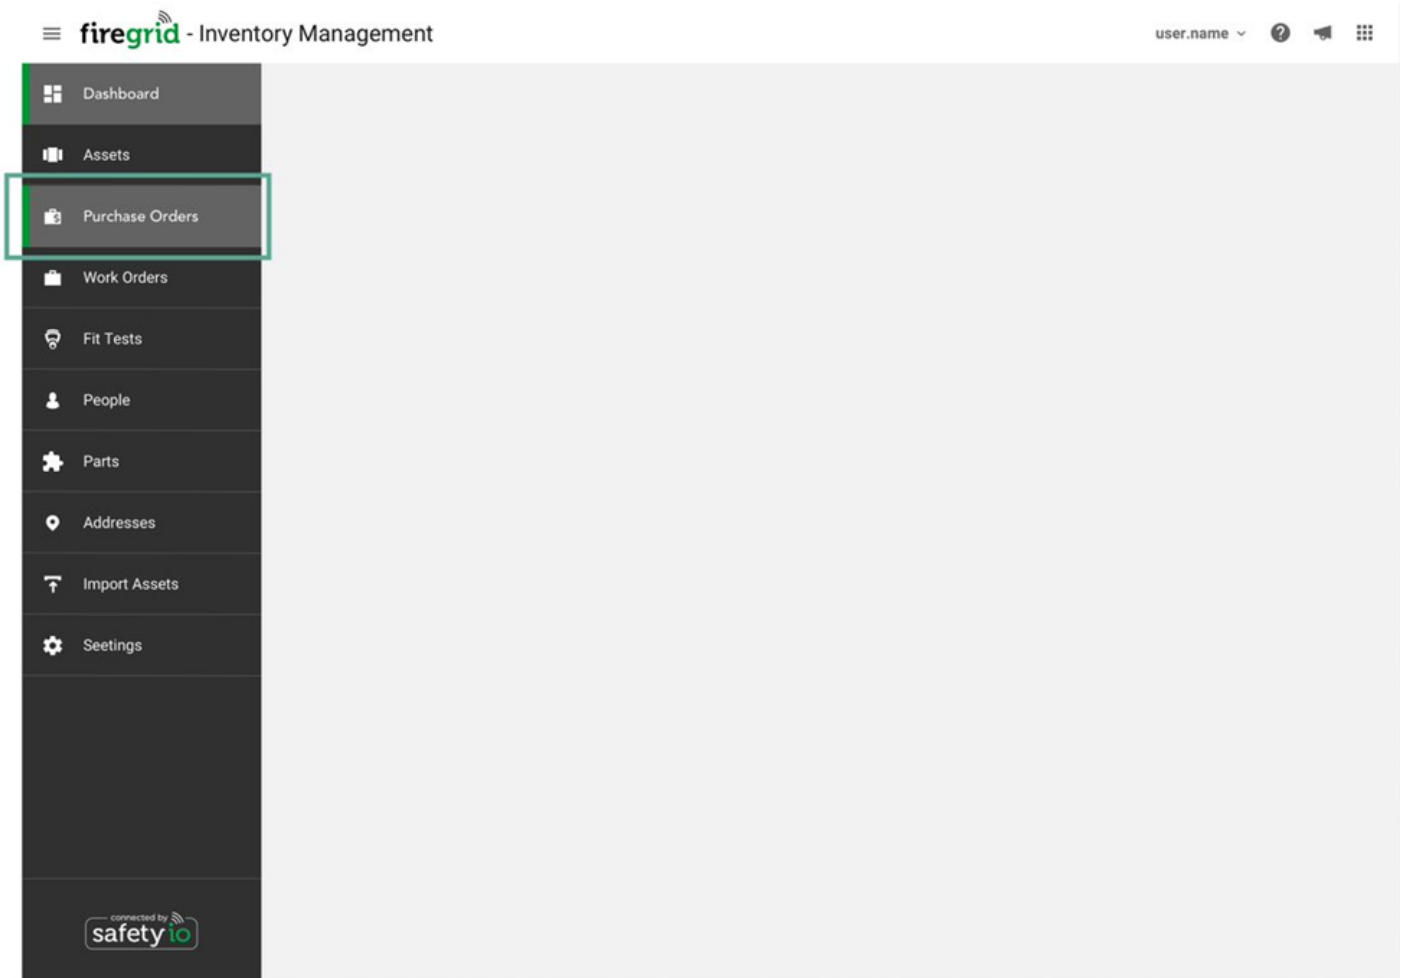 firegrid - Inventory Management
user.name
Dashboard
Assets
Purchase Orders
Work Orders
Fit Tests
People
Parts
Addresses
Import Assets
Seetings
connected by
safety io